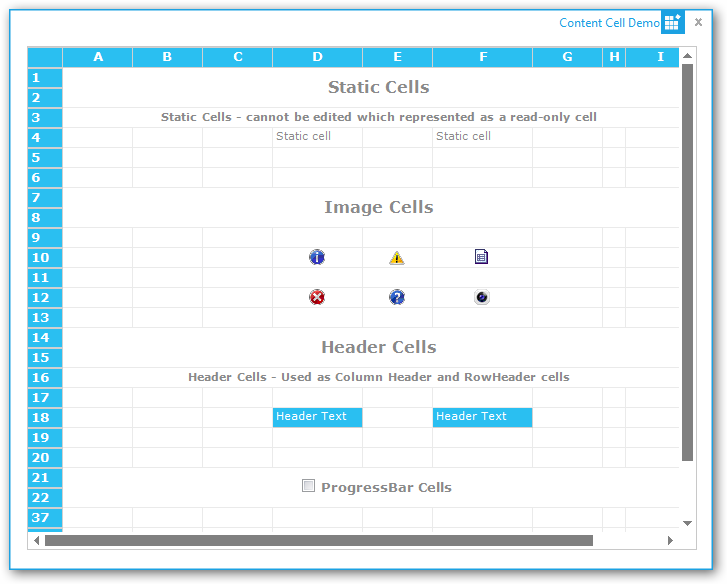 Content Cell Demo
A B C D E F G H I
1
Static Cells
2
3 Static Cells - cannot be edited which represented as a read-only cell
4 Static cell Static cell
5
6
7
Image Cells
8
9
10
11
12
13
14
Header Cells
15
16 Header Cells - Used as Column Header and RowHeader cells
17
18 Header Text Header Text
19
20
21
ProgressBar Cells
22
37